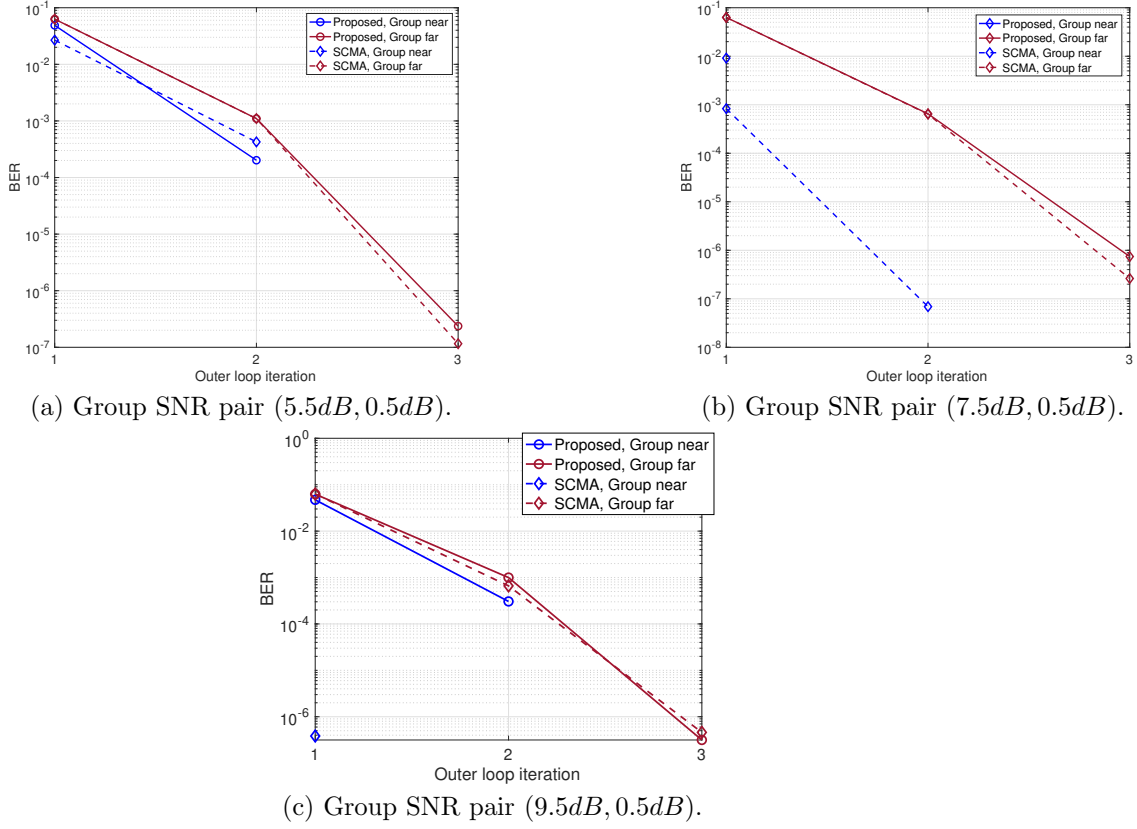 10^-1
10^-2
10^-3
10^-4
10^-5
10^-6
10^-7
BER
1
2
3
Outer loop iteration
Proposed, Group near
Proposed, Group far
SCMA, Group near
SCMA, Group far
(a) Group SNR pair (5.5dB, 0.5dB).
10^-1
10^-2
10^-3
10^-4
10^-5
10^-6
10^-7
10^-8
BER
1
2
3
Outer loop iteration
Proposed, Group near
Proposed, Group far
SCMA, Group near
SCMA, Group far
(b) Group SNR pair (7.5dB, 0.5dB).
10^0
10^-2
10^-4
10^-6
BER
1
2
3
Outer loop iteration
Proposed, Group near
Proposed, Group far
SCMA, Group near
SCMA, Group far
(c) Group SNR pair (9.5dB, 0.5dB).